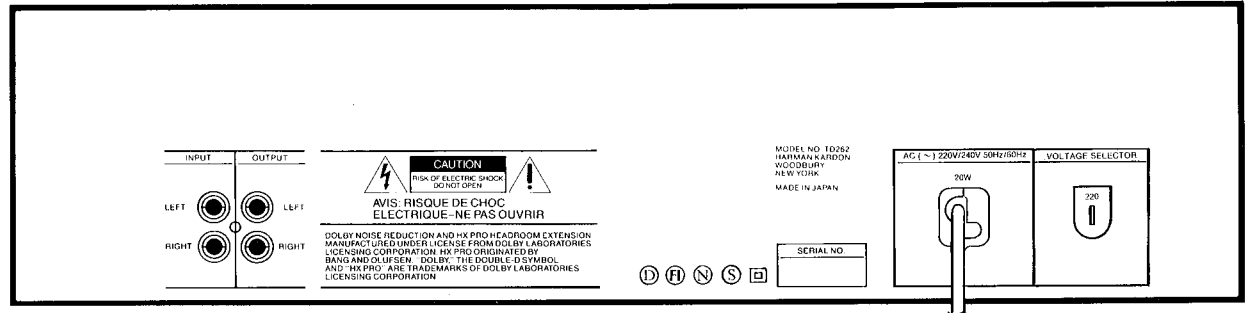 INPUT OUTPUT
LEFT LEFT
RIGHT RIGHT
CAUTION
RISK OF ELECTRIC SHOCK
DO NOT OPEN
AVIS: RISQUE DE CHOC
ELECTRIQUE–NE PAS OUVRIR
DOLBY NOISE REDUCTION AND HX PRO HEADROOM EXTENSION
MANUFACTURED UNDER LICENSE FROM DOLBY LABORATORIES
LICENSING CORPORATION. HX PRO ORIGINATED BY
BANG AND OLUFSEN. "DOLBY," THE DOUBLE-D SYMBOL
AND "HX PRO" ARE TRADEMARKS OF DOLBY LABORATORIES
LICENSING CORPORATION
D FI N S
MODEL NO. TD262
HARMAN KARDON
WOODBURY
NEW YORK
MADE IN JAPAN
SERIAL NO.
AC (~) 220V/240V 50Hz/60Hz
20W
VOLTAGE SELECTOR
220